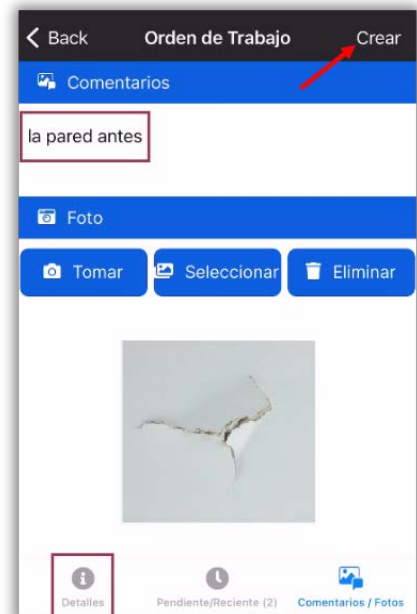 Back Orden de Trabajo Crear
Comentarios
la pared antes
Foto
Tomar Seleccionar Eliminar
Detalles Pendiente/Reciente (2) Comentarios / Fotos